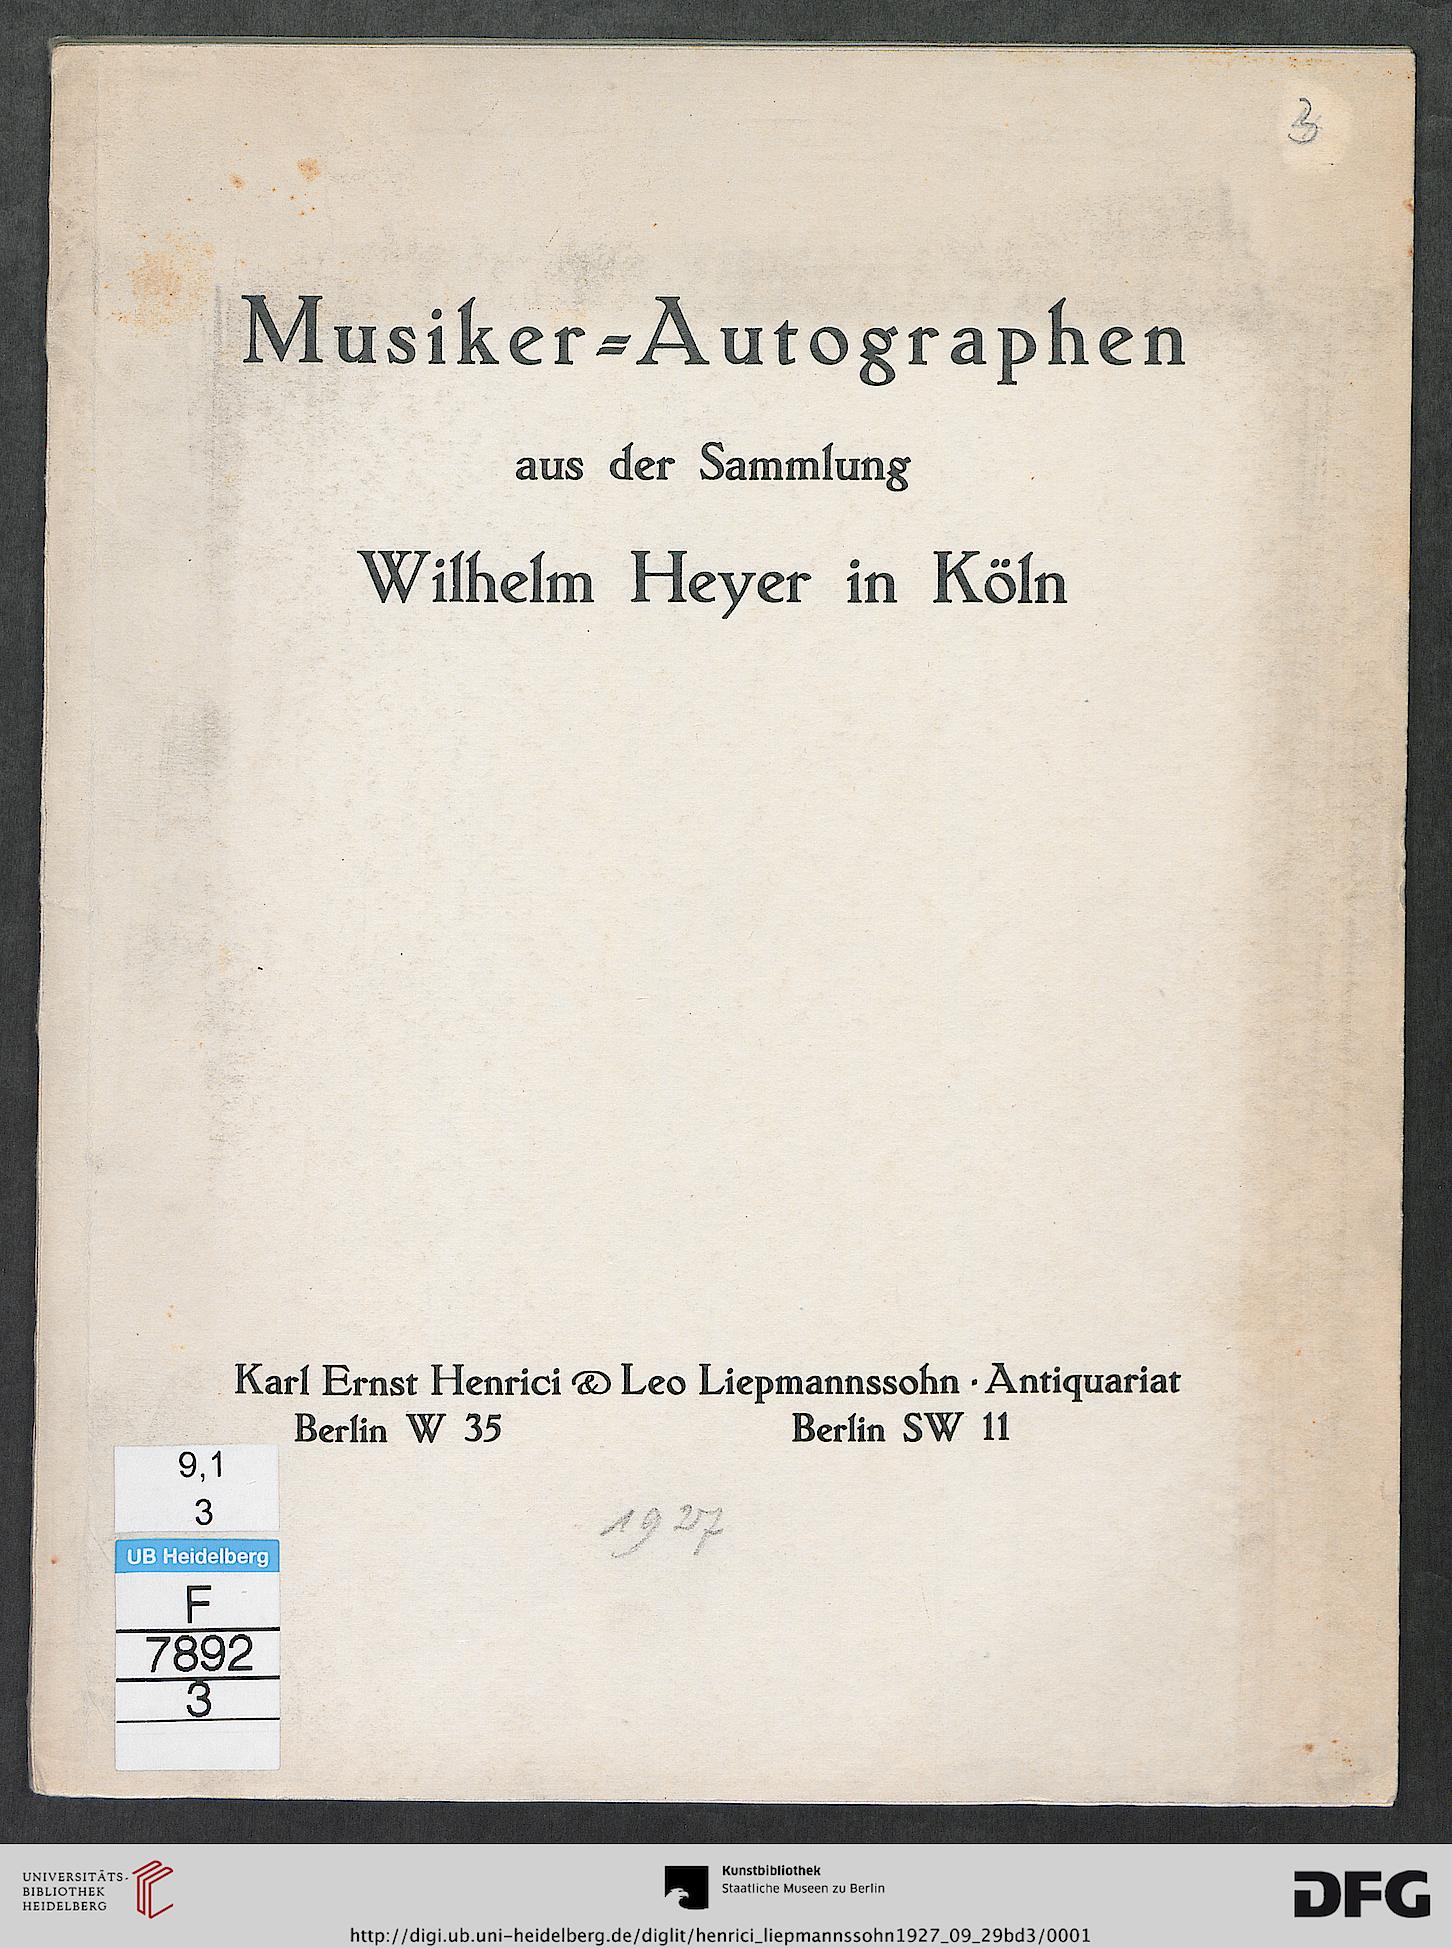 3
Musiker=Autographen
aus der Sammlung
Wilhelm Heyer in Köln
Karl Ernst Henrici & Leo Liepmannssohn · Antiquariat
Berlin W 35 Berlin SW 11
1927
9,1
3
UB Heidelberg
F
7892
3
UNIVERSITÄTS-
BIBLIOTHEK
HEIDELBERG
Kunstbibliothek
Staatliche Museen zu Berlin
DFG
http://digi.ub.uni-heidelberg.de/diglit/henrici_liepmannssohn1927_09_29bd3/0001